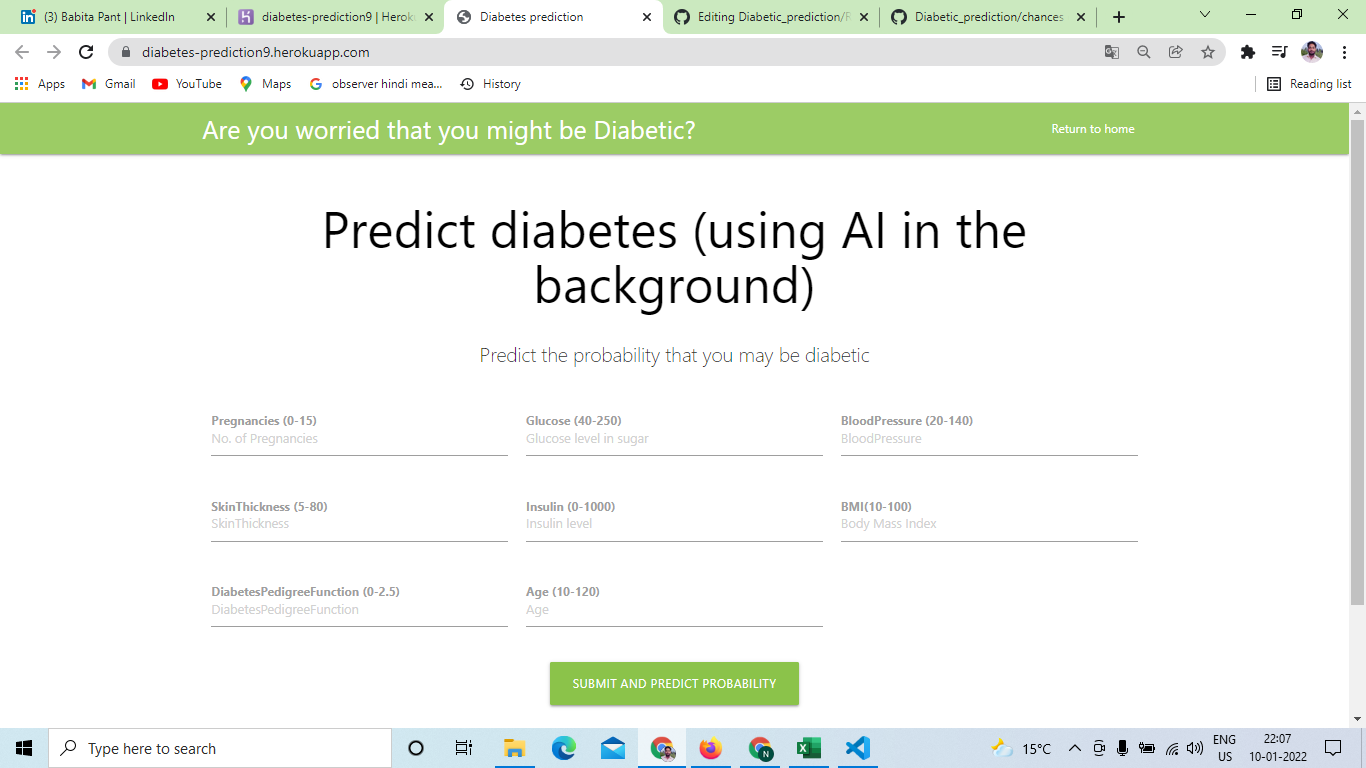 (3) Babita Pant | LinkedIn
diabetes-prediction9 | Herok
Diabetes prediction
Editing Diabetic_prediction/R
Diabetic_prediction/chances
diabetes-prediction9.herokuapp.com
Apps
Gmail
YouTube
Maps
observer hindi mea...
History
Reading list
Are you worried that you might be Diabetic?
Return to home
Predict diabetes (using AI in the
background)
Predict the probability that you may be diabetic
Pregnancies (0-15)
No. of Pregnancies
Glucose (40-250)
Glucose level in sugar
BloodPressure (20-140)
BloodPressure
SkinThickness (5-80)
SkinThickness
Insulin (0-1000)
Insulin level
BMI(10-100)
Body Mass Index
DiabetesPedigreeFunction (0-2.5)
DiabetesPedigreeFunction
Age (10-120)
Age
SUBMIT AND PREDICT PROBABILITY
Type here to search
15°C
ENG
US
22:07
10-01-2022